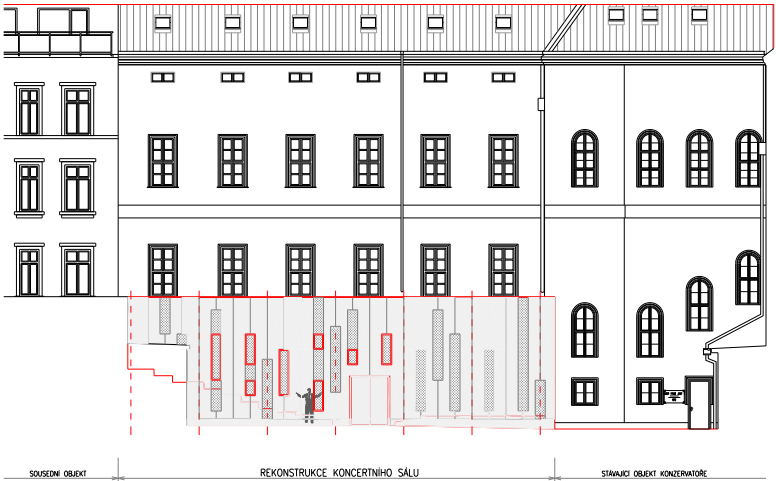 SOUSEDNÍ OBJEKT
REKONSTRUKCE KONCERTNÍHO SÁLU
STÁVAJÍCÍ OBJEKT KONZERVATOŘE